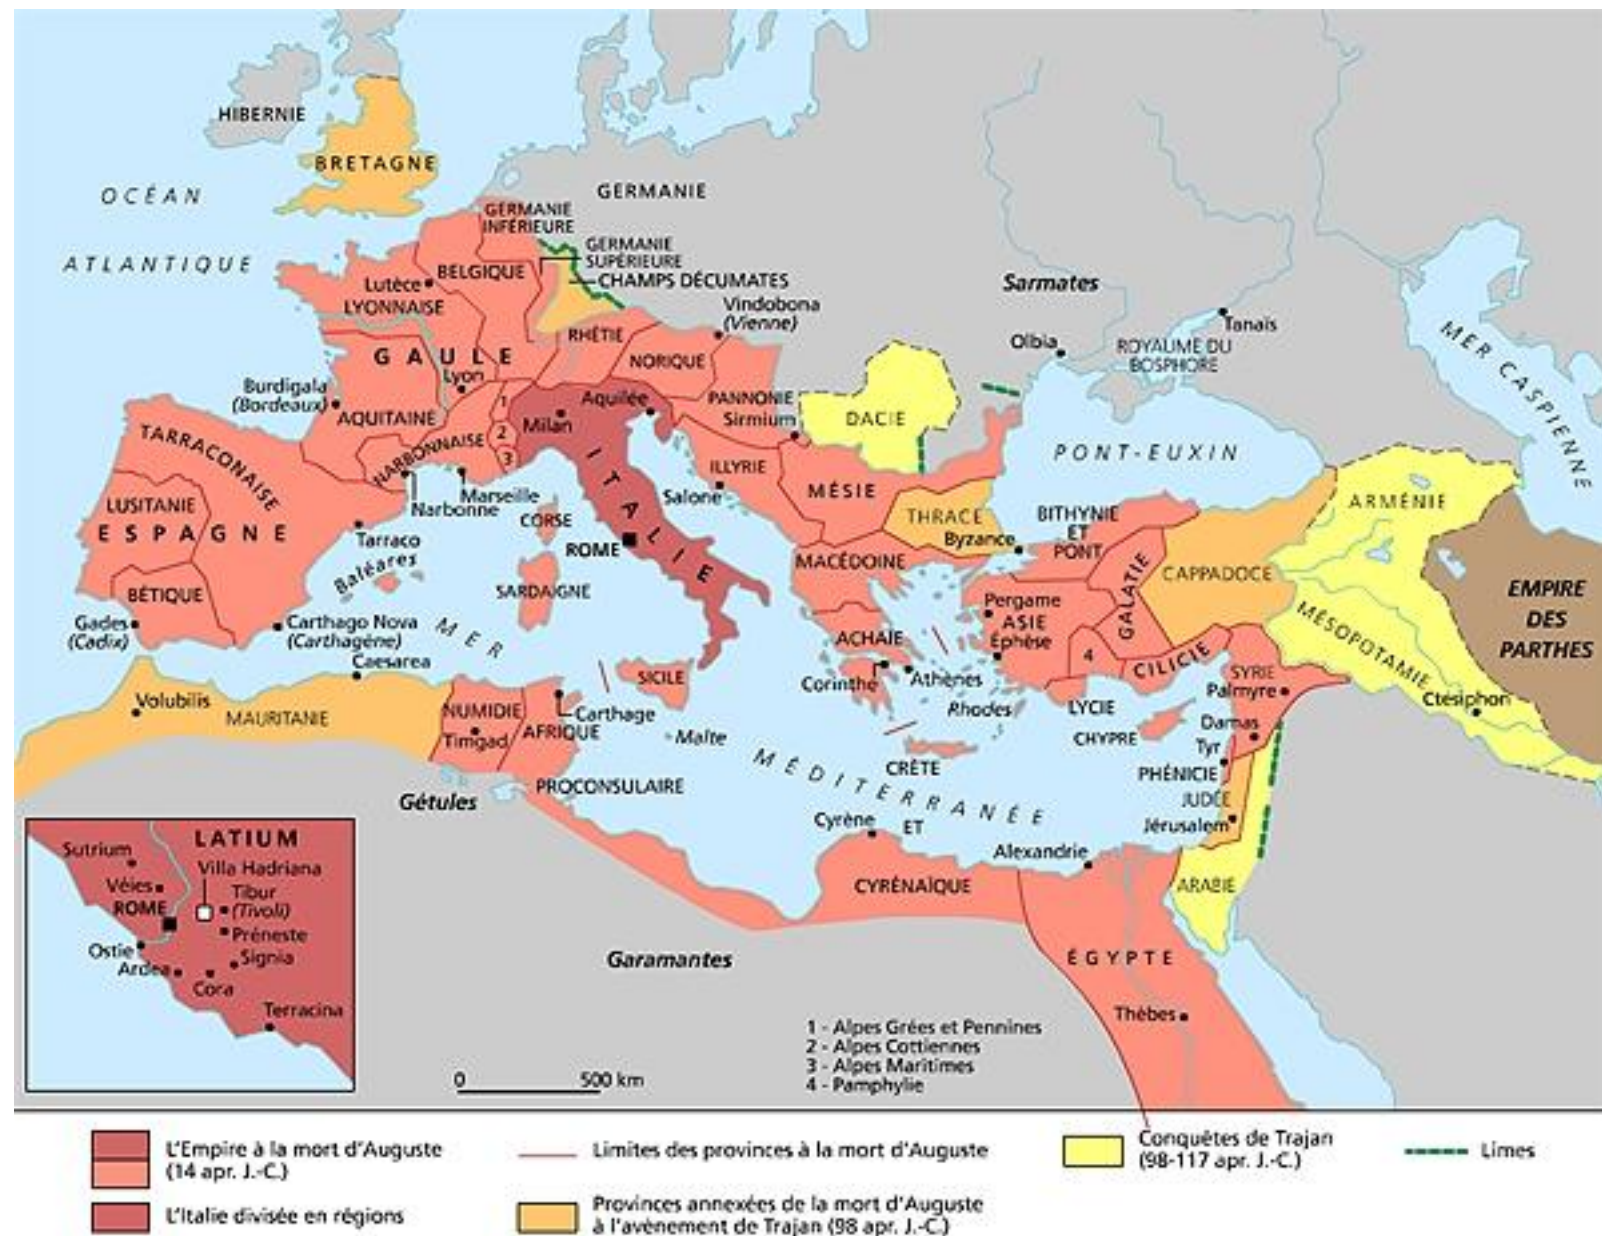 HIBERNIE
BRETAGNE
OCÉAN
ATLANTIQUE
GERMANIE
GERMANIE
INFÉRIEURE
GERMANIE
SUPÉRIEURE
CHAMPS DÉCUMATES
BELGIQUE
Lutèce
LYONNAISE
Vindobona
(Vienne)
RHÉTIE
NORIQUE
GAULE
Lyon
Burdigala
(Bordeaux)
AQUITAINE
NARBONNAISE
1
2
3
Milan
Aquilée
PANNONIE
Sirmium
DACIE
Sarmates
Olbia
Tanaïs
ROYAUME DU
BOSPHORE
MER CASPIENNE
PONT-EUXIN
TARRACONAISE
LUSITANIE
ESPAGNE
BÉTIQUE
Gades
(Cadix)
Tarraco
Baléares
Carthago Nova
(Carthagène)
Narbonne
Marseille
CORSE
SARDAIGNE
ROME
ITALIE
ILLYRIE
Salone
MÉSIE
THRACE
Byzance
MACÉDOINE
ACHAÏE
Corinthe
Athènes
BITHYNIE
ET
PONT
GALATIE
CAPPADOCE
ARMÉNIE
MÉSOPOTAMIE
Ctésiphon
EMPIRE
DES
PARTHES
Pergame
ASIE
Éphèse
4
CILICIE
LYCIE
Rhodes
CHYPRE
SYRIE
Palmyre
Damas
Tyr
PHÉNICIE
JUDÉE
Jérusalem
ARABIE
MER
MÉDITERRANÉE
SICILE
Malte
CRÈTE
Caesarea
Volubilis
MAURITANIE
NUMIDIE
Timgad
Carthage
AFRIQUE
PROCONSULAIRE
Gétules
Cyrène
ET
CYRÉNAÏQUE
Alexandrie
ÉGYPTE
Thèbes
Garamantes
LATIUM
Sutrium
Villa Hadriana
Véies
Tibur
(Tivoli)
ROME
Préneste
Ostie
Signia
Ardea
Cora
Terracina
0 500 km
1 - Alpes Grées et Pennines
2 - Alpes Cottiennes
3 - Alpes Maritimes
4 - Pamphylie
L'Empire à la mort d'Auguste
(14 apr. J.-C.)
L'Italie divisée en régions
Limites des provinces à la mort d'Auguste
Provinces annexées de la mort d'Auguste
à l'avènement de Trajan (98 apr. J.-C.)
Conquêtes de Trajan
(98-117 apr. J.-C.)
Limes